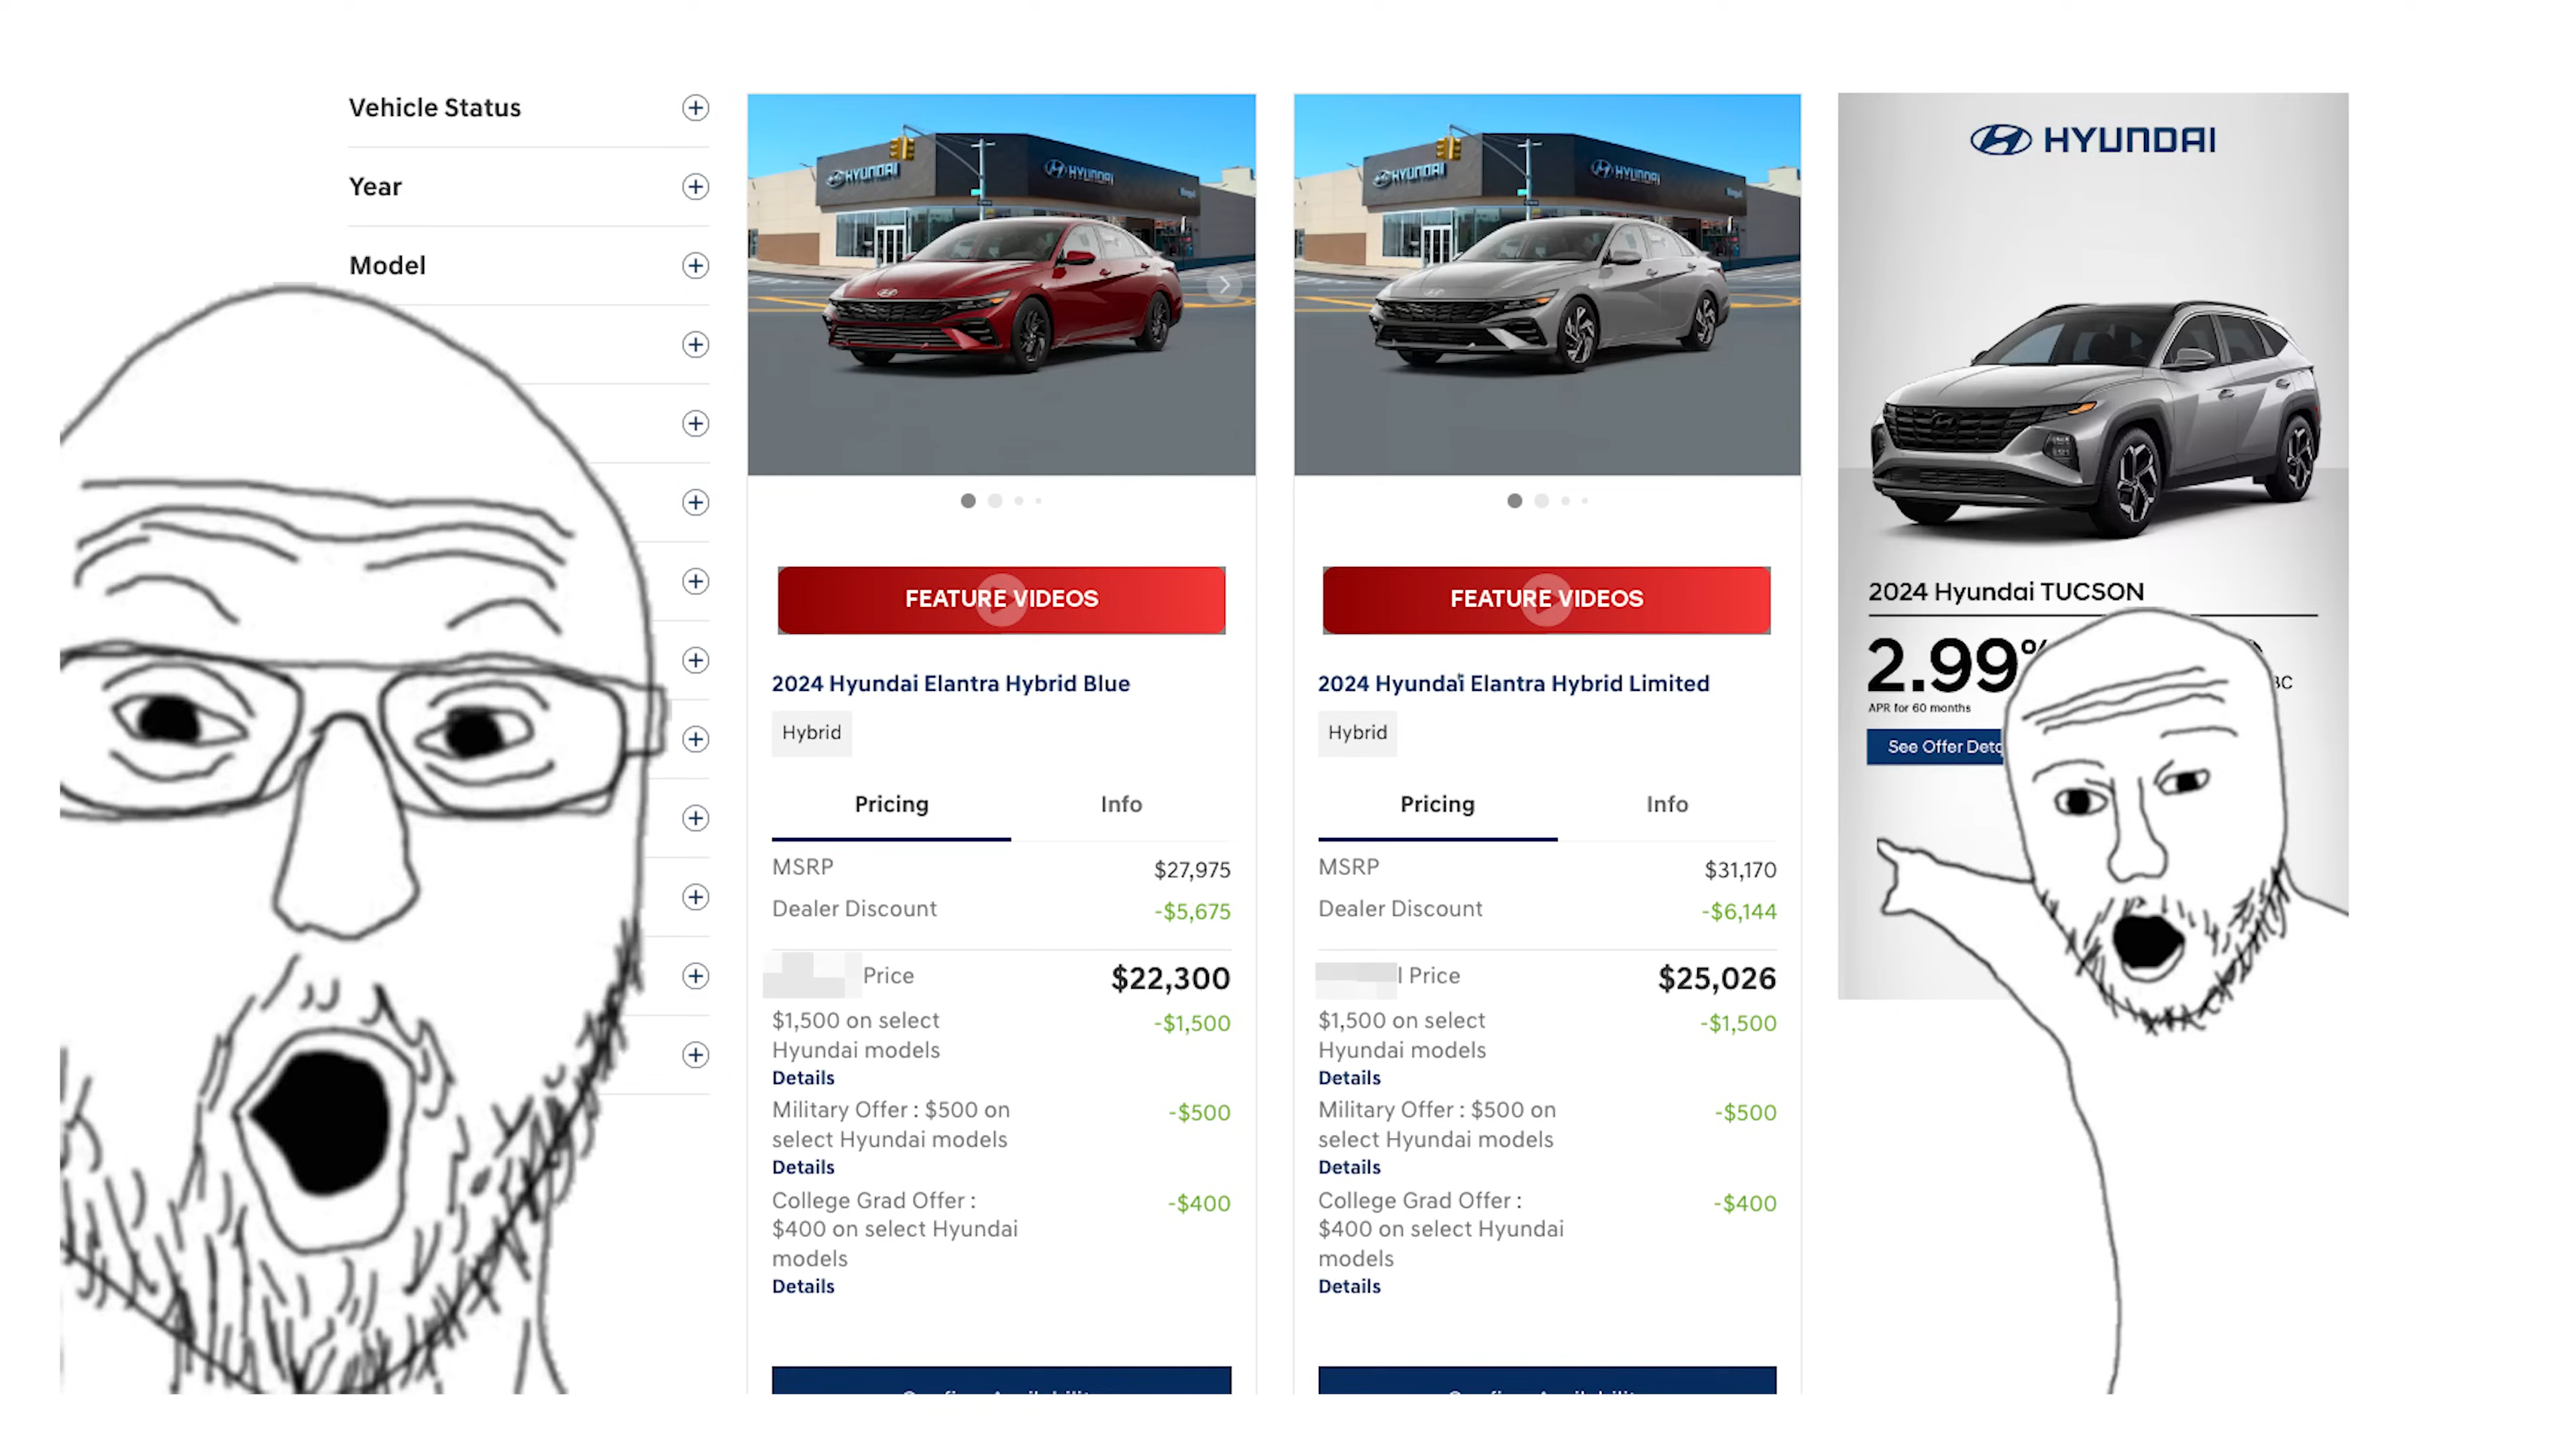 Vehicle Status
Year
Model
HYUNDAI
HYUNDAI
FEATURE VIDEOS
2024 Hyundai Elantra Hybrid Blue
Hybrid
Pricing Info
MSRP $27,975
Dealer Discount -$5,675
Price $22,300
$1,500 on select -$1,500
Hyundai models
Details
Military Offer : $500 on -$500
select Hyundai models
Details
College Grad Offer : -$400
$400 on select Hyundai
models
Details
HYUNDAI
HYUNDAI
FEATURE VIDEOS
2024 Hyundai Elantra Hybrid Limited
Hybrid
Pricing Info
MSRP $31,170
Dealer Discount -$6,144
Price $25,026
$1,500 on select -$1,500
Hyundai models
Details
Military Offer : $500 on -$500
select Hyundai models
Details
College Grad Offer : -$400
$400 on select Hyundai
models
Details
HYUNDAI
2024 Hyundai TUCSON
2.99%
APR for 60 months
See Offer